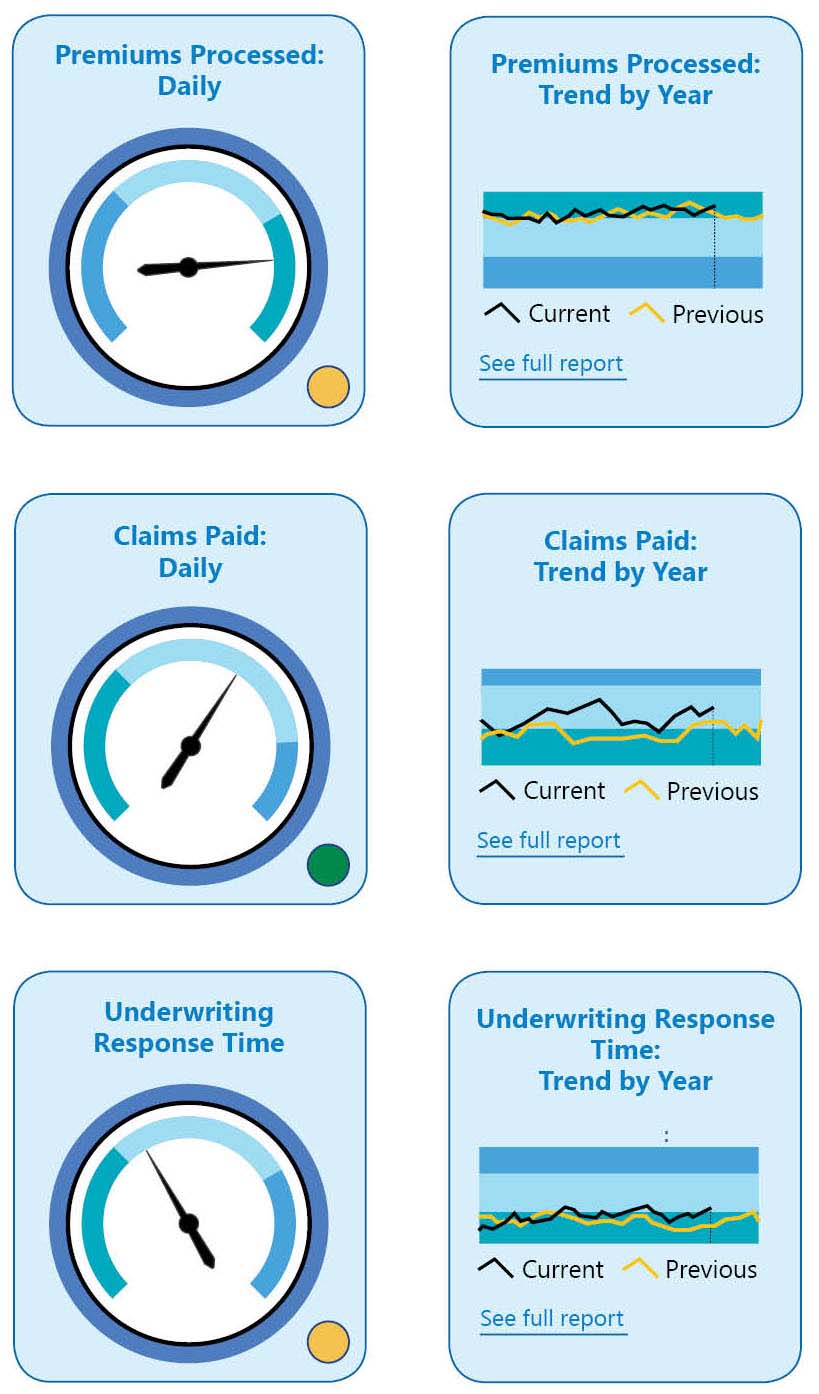 Premiums Processed:
Daily
Premiums Processed:
Trend by Year
Current
Previous
See full report
Claims Paid:
Daily
Claims Paid:
Trend by Year
Current
Previous
See full report
Underwriting
Response Time
Underwriting Response
Time:
Trend by Year
:
Current
Previous
See full report